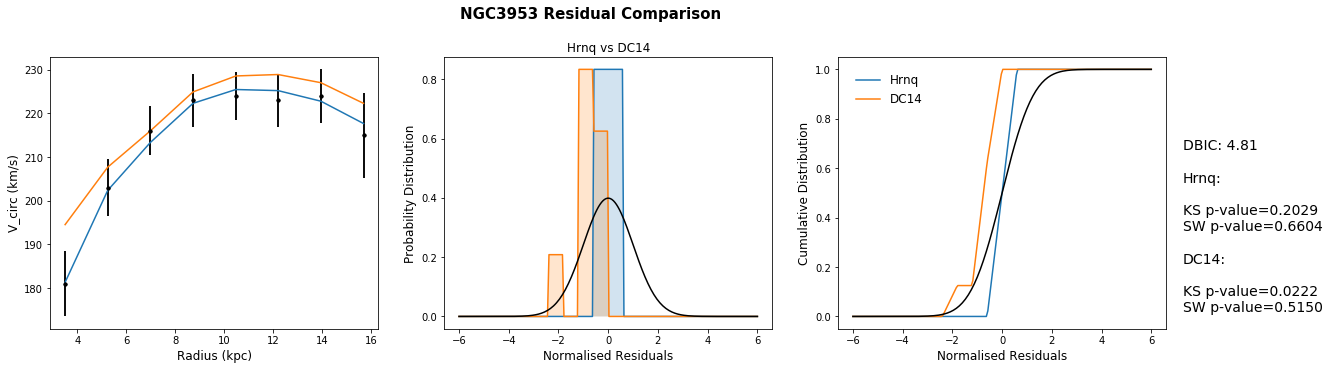 NGC3953 Residual Comparison
V_circ (km/s)
230
220
210
200
190
180
4 6 8 10 12 14 16
Radius (kpc)
Hrnq vs DC14
Probability Distribution
0.8
0.6
0.4
0.2
0.0
−6 −4 −2 0 2 4 6
Normalised Residuals
Cumulative Distribution
1.0
0.8
0.6
0.4
0.2
0.0
−6 −4 −2 0 2 4 6
Normalised Residuals
Hrnq
DC14
DBIC: 4.81
Hrnq:
KS p-value=0.2029
SW p-value=0.6604
DC14:
KS p-value=0.0222
SW p-value=0.5150